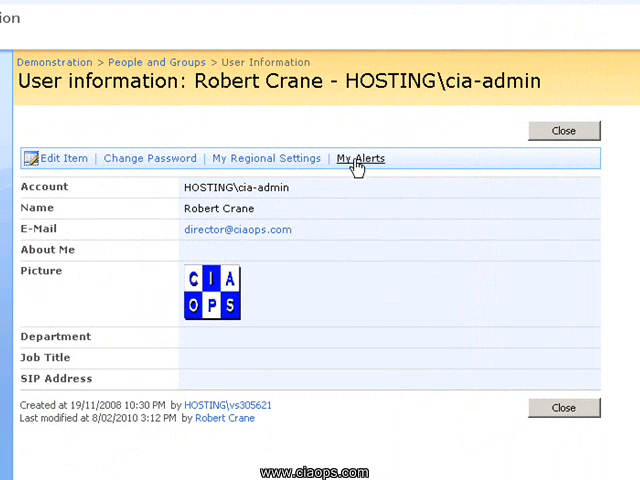 ion
Demonstration > People and Groups > User Information
User information: Robert Crane - HOSTING\cia-admin
Close
Edit Item | Change Password | My Regional Settings | My Alerts
Account HOSTING\cia-admin
Name Robert Crane
E-Mail director@ciaops.com
About Me
Picture
C I A
O P S
Department
Job Title
SIP Address
Created at 19/11/2008 10:30 PM by HOSTING\vs305621
Last modified at 8/02/2010 3:12 PM by Robert Crane
Close
www.ciaops.com